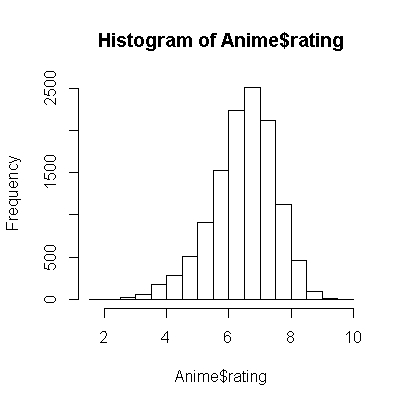 Histogram of Anime$rating
2500
1500
500
0
Frequency
2 4 6 8 10
Anime$rating